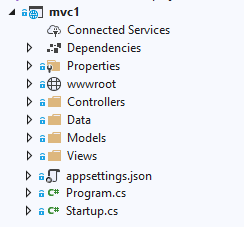 mvc1
Connected Services
Dependencies
Properties
wwwroot
Controllers
Data
Models
Views
appsettings.json
C# Program.cs
C# Startup.cs